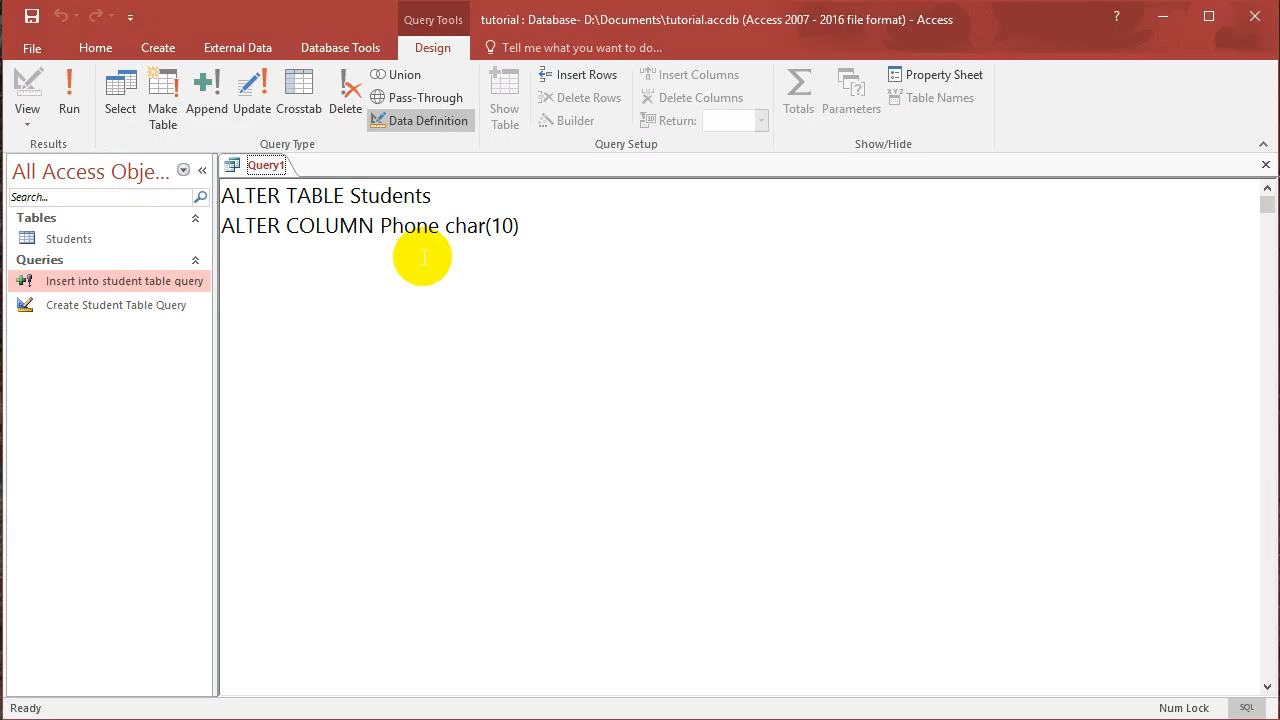 Query Tools
tutorial : Database- D:\Documents\tutorial.accdb (Access 2007 - 2016 file format) - Access
?
File
Home
Create
External Data
Database Tools
Design
Tell me what you want to do...
View
Run
Select
Make
Table
Append
Update
Crosstab
Delete
Union
Pass-Through
Data Definition
Show
Table
Insert Rows
Delete Rows
Builder
Insert Columns
Delete Columns
Return:
Totals
Parameters
Property Sheet
Table Names
Results
Query Type
Query Setup
Show/Hide
All Access Obje...
Search...
Tables
Students
Queries
Insert into student table query
Create Student Table Query
Query1
ALTER TABLE Students
ALTER COLUMN Phone char(10)
Ready
Num Lock
SQL